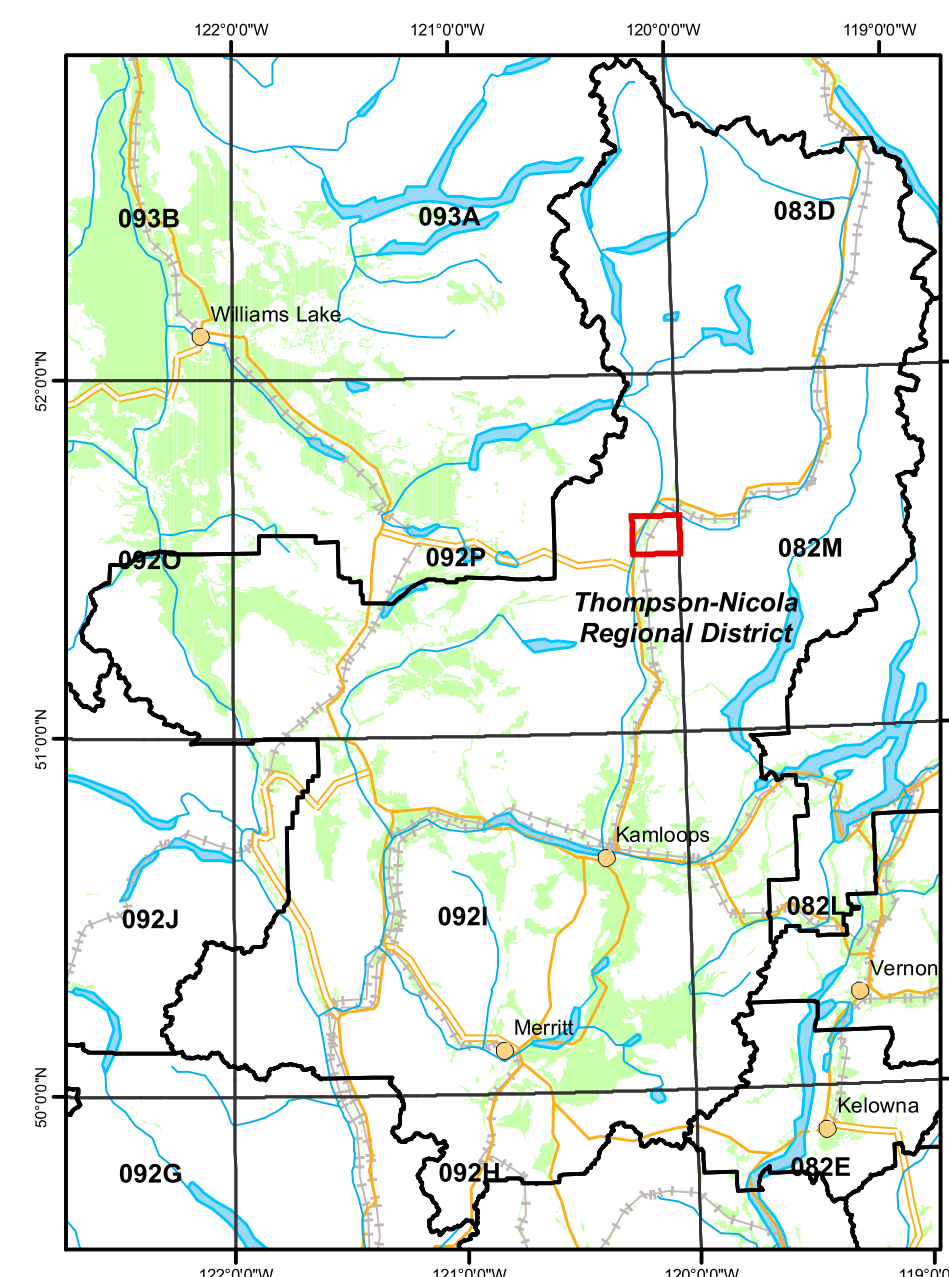 122°0'0"W
121°0'0"W
120°0'0"W
119°0'0"W
093B
093A
083D
Williams Lake
52°0'0"N
092O
092P
082M
Thompson-Nicola
Regional District
51°0'0"N
Kamloops
092J
092I
082L
Vernon
Merritt
50°0'0"N
Kelowna
092G
092H
082E
122°0'0"W
121°0'0"W
120°0'0"W
119°0'0"